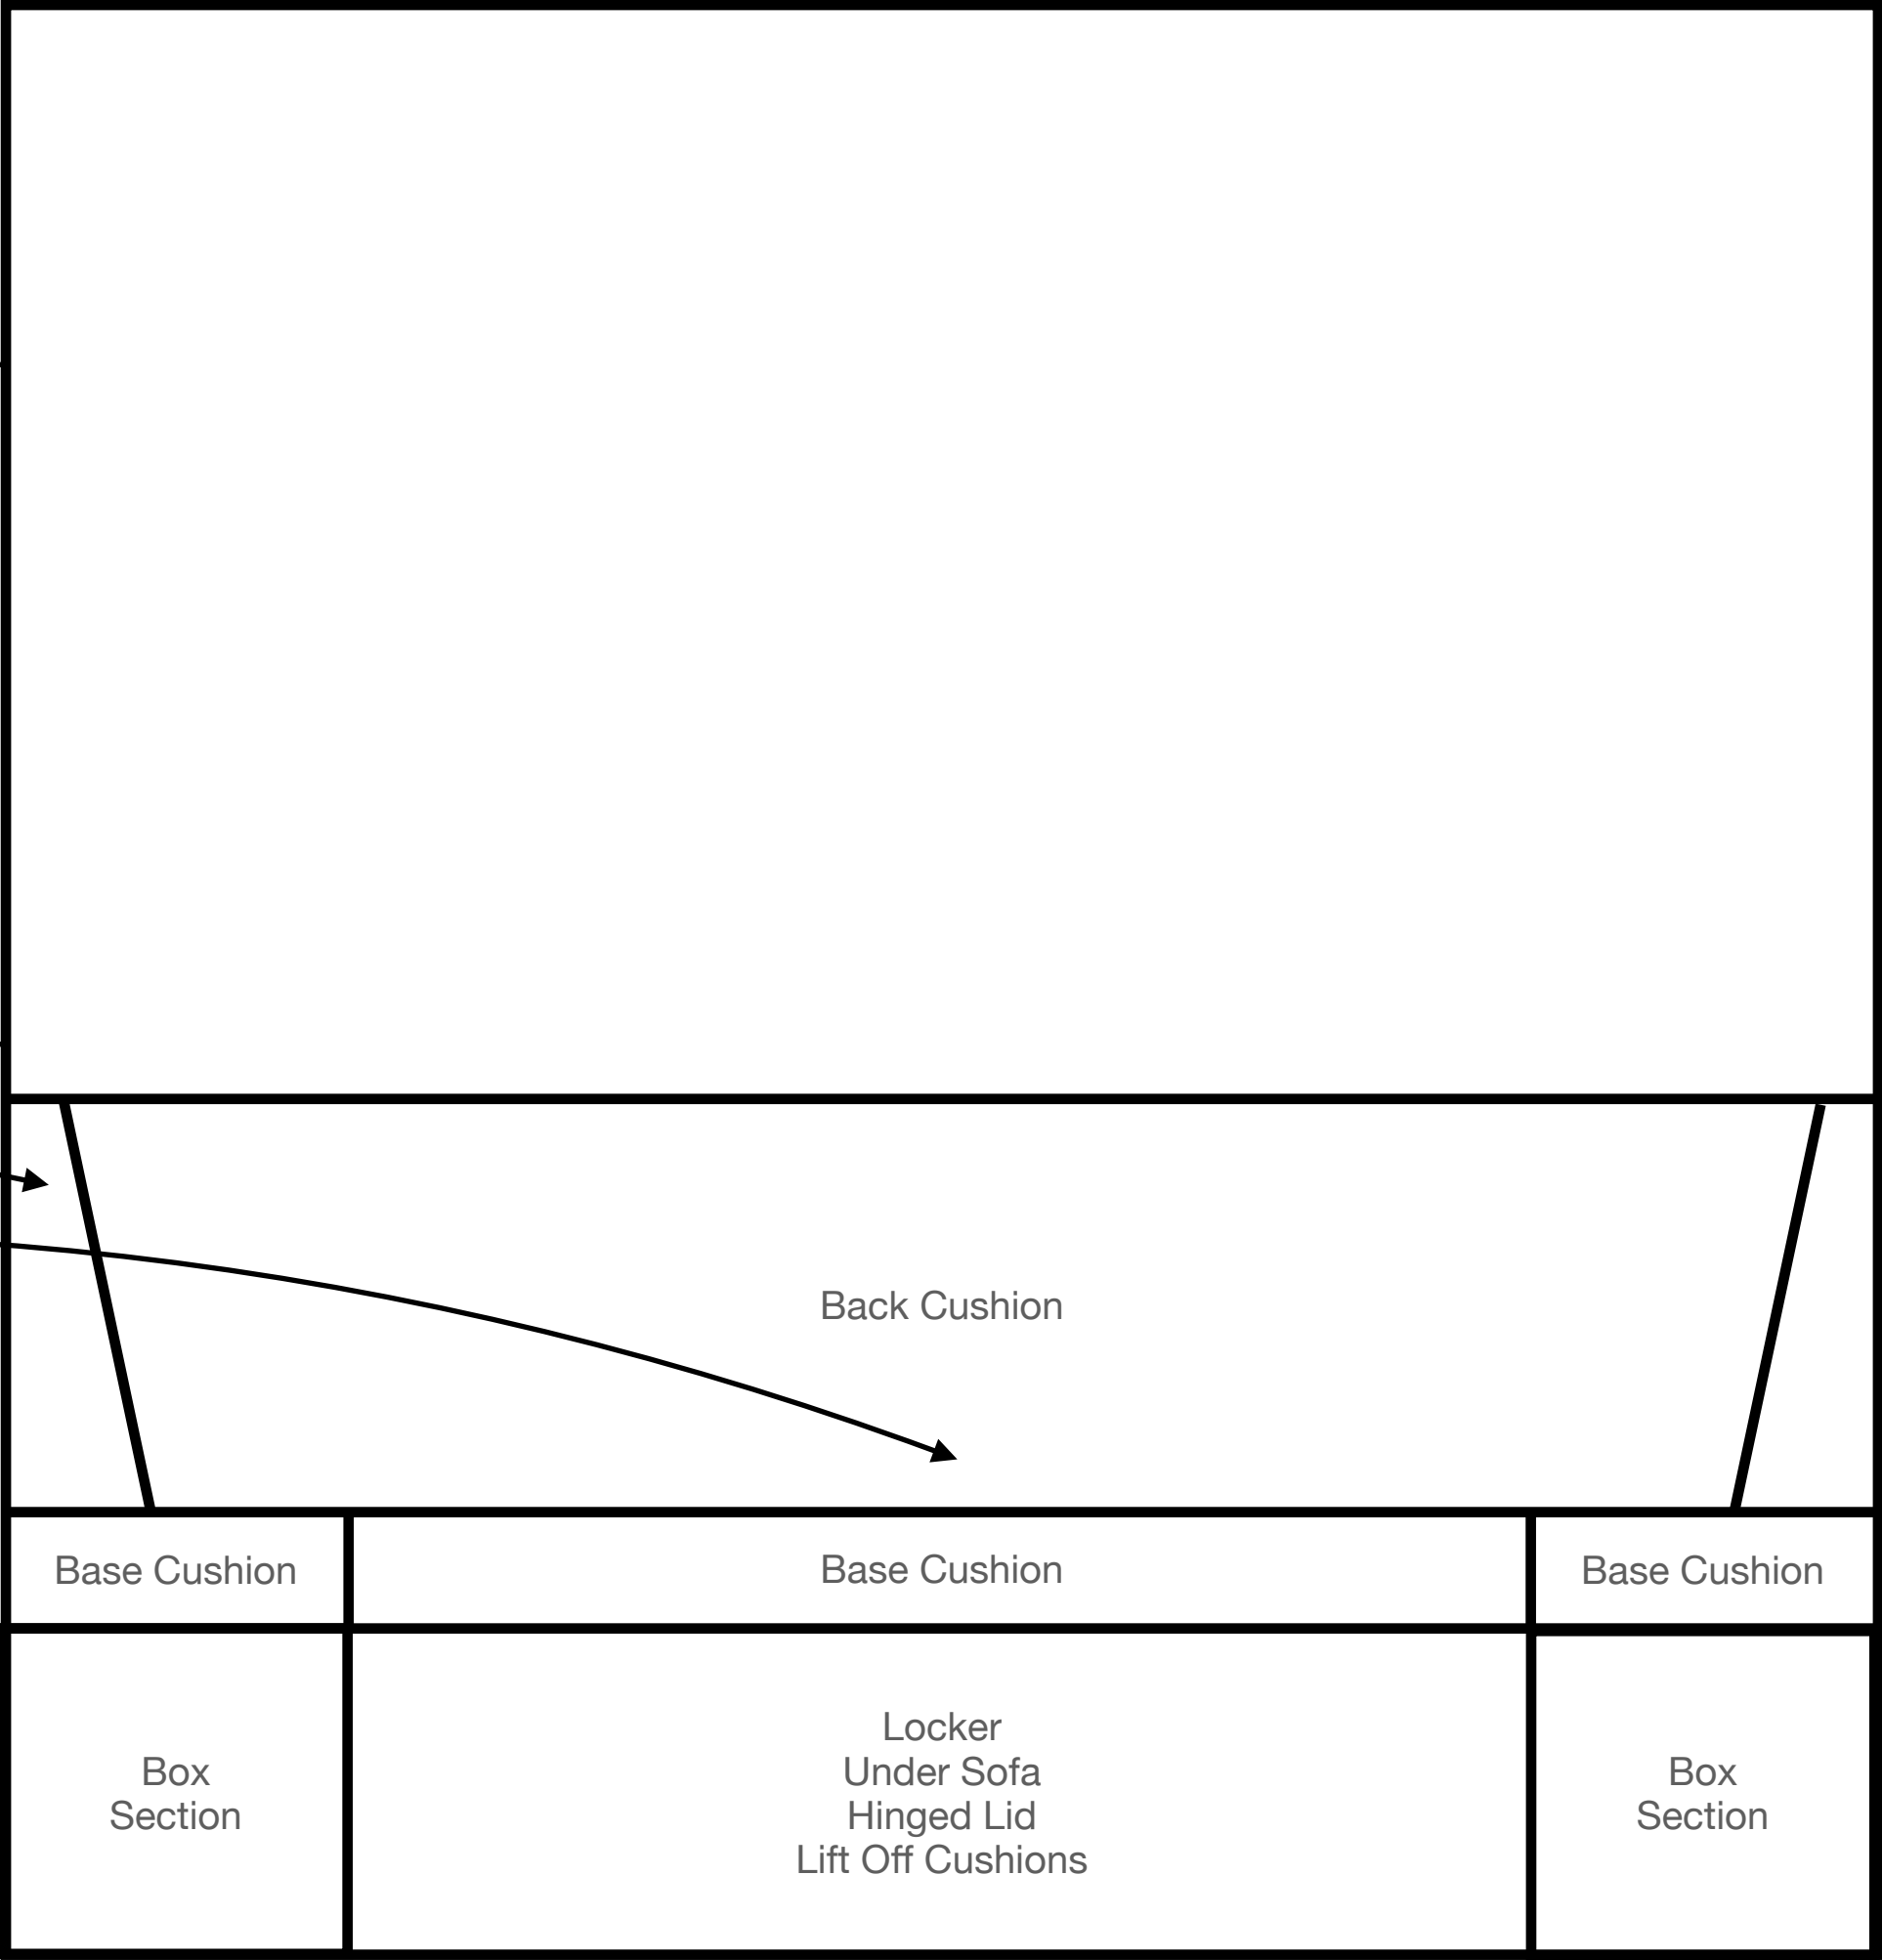 Back Cushion
Base Cushion
Base Cushion
Base Cushion
Box
Section
Locker
Under Sofa
Hinged Lid
Lift Off Cushions
Box
Section